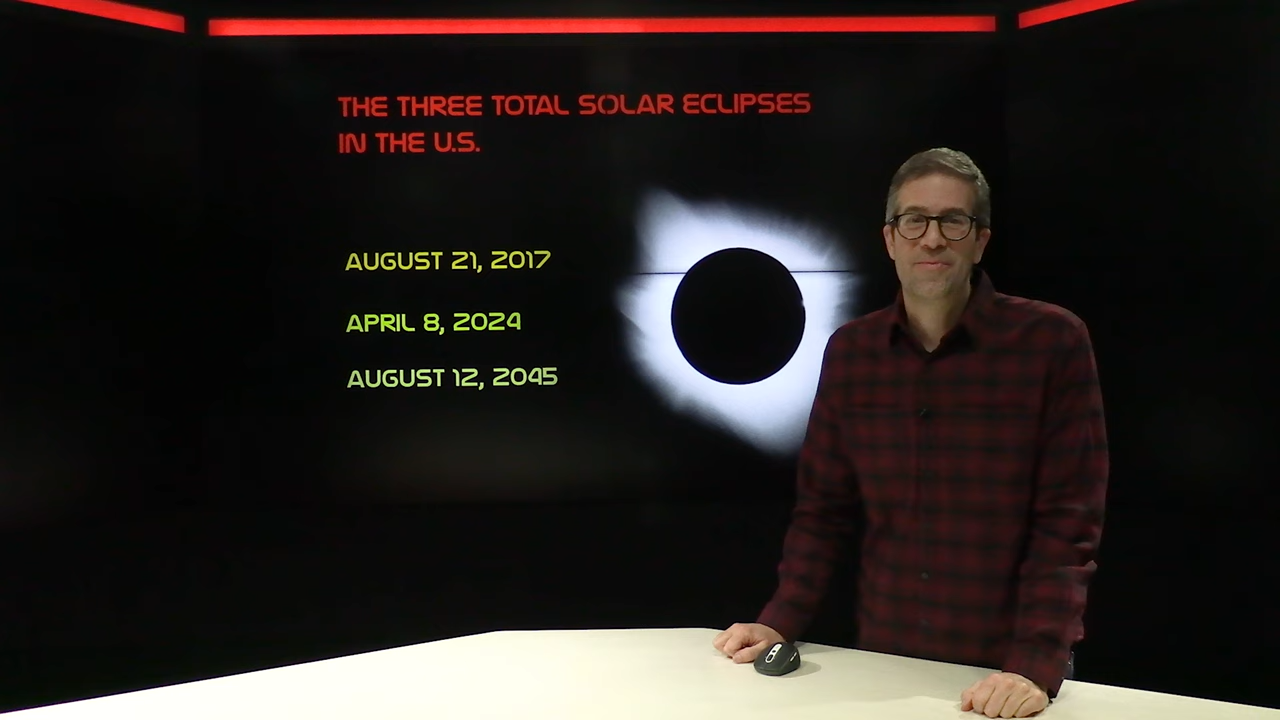 THE THREE TOTAL SOLAR ECLIPSES
IN THE U.S.
AUGUST 21, 2017
APRIL 8, 2024
AUGUST 12, 2045